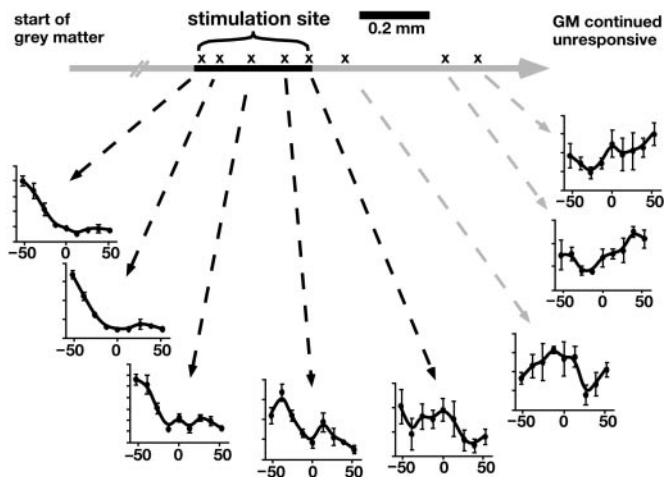 start of
grey matter
stimulation site
0.2 mm
GM continued
unresponsive
x x x x x x x x
-50 0 50
-50 0 50
-50 0 50
-50 0 50
-50 0 50
-50 0 50
-50 0 50
-50 0 50